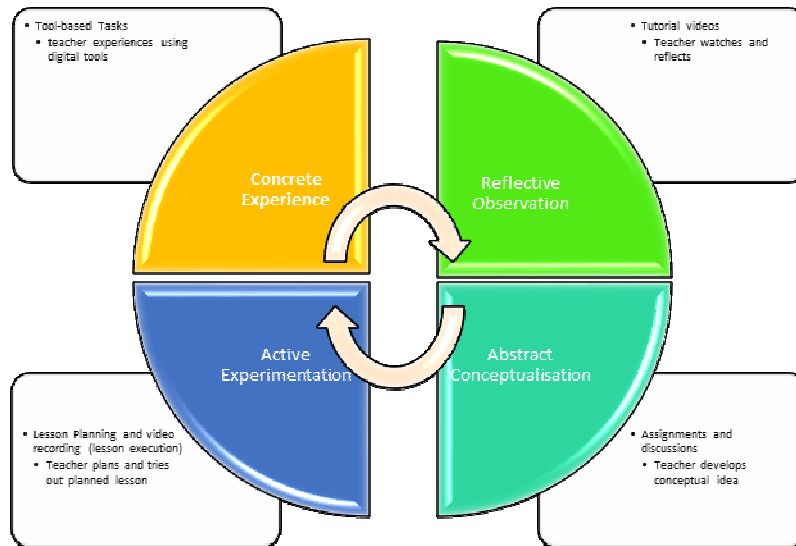 • Tool-based Tasks
• teacher experiences using
digital tools
• Tutorial videos
• Teacher watches and
reflects
Concrete
Experience
Reflective
Observation
Active
Experimentation
Abstract
Conceptualisation
• Lesson Planning and video
recording (lesson execution)
• Teacher plans and tries
out planned lesson
• Assignments and
discussions
• Teacher develops
conceptual idea